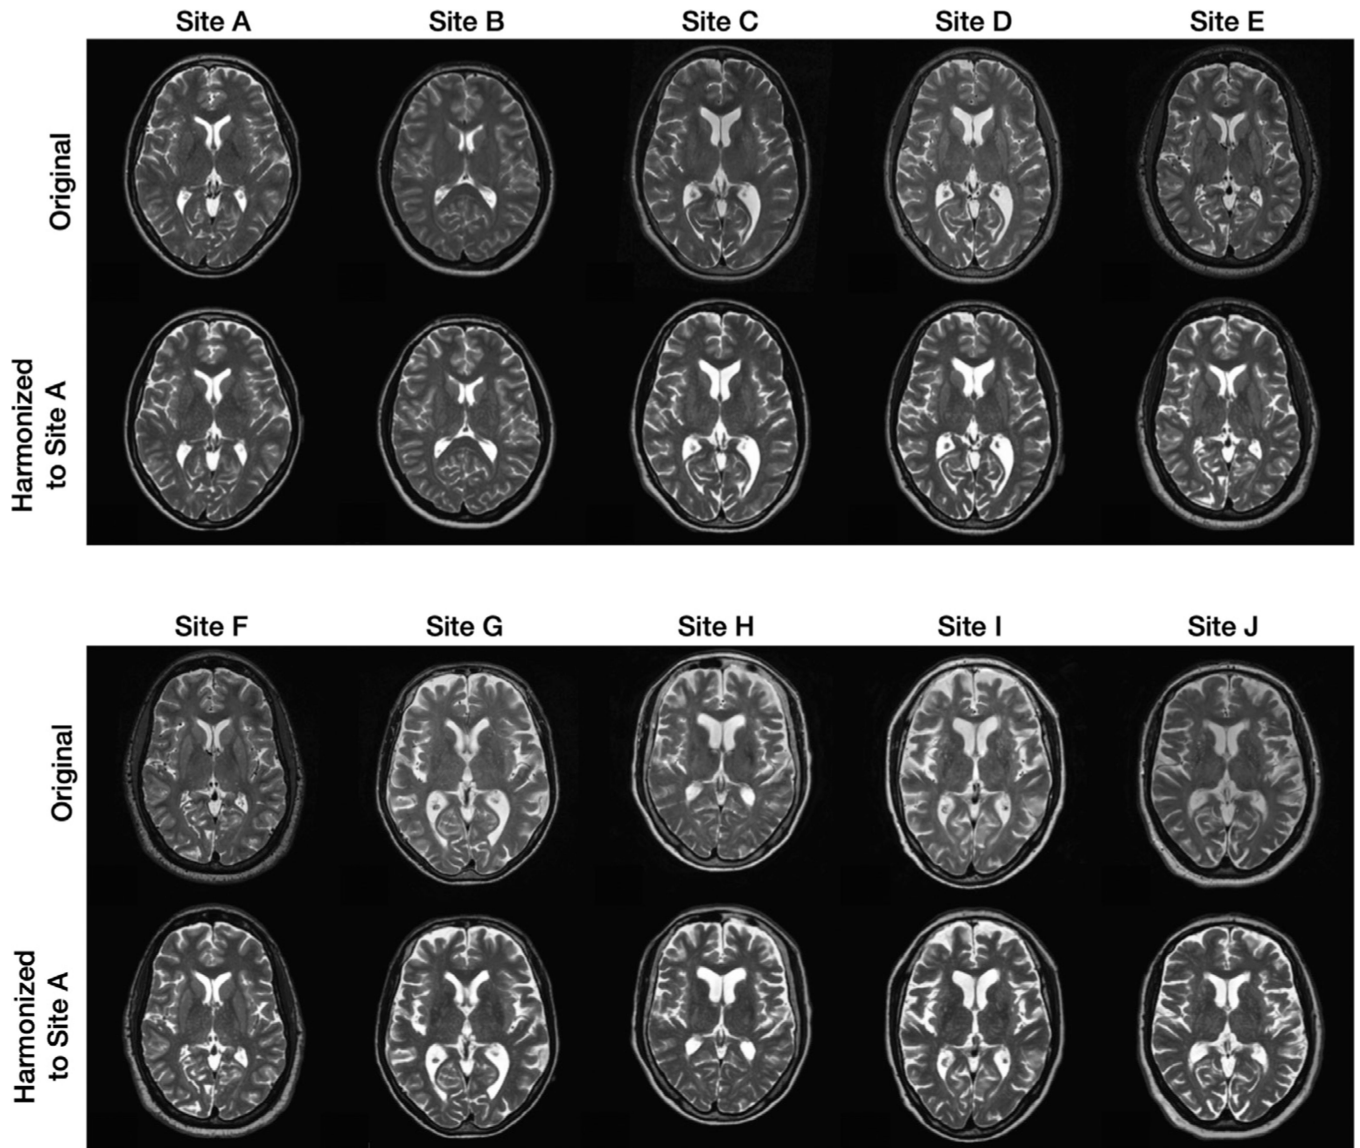 Site A Site B Site C Site D Site E
Original
Harmonized
to Site A
Site F Site G Site H Site I Site J
Original
Harmonized
to Site A